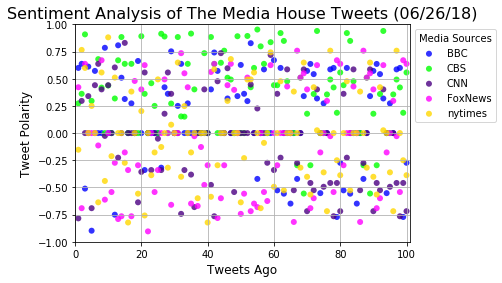 Sentiment Analysis of The Media House Tweets (06/26/18)
1.00
0.75
0.50
0.25
0.00
−0.25
−0.50
−0.75
−1.00
Tweet Polarity
0 20 40 60 80 100
Tweets Ago
Media Sources
BBC
CBS
CNN
FoxNews
nytimes